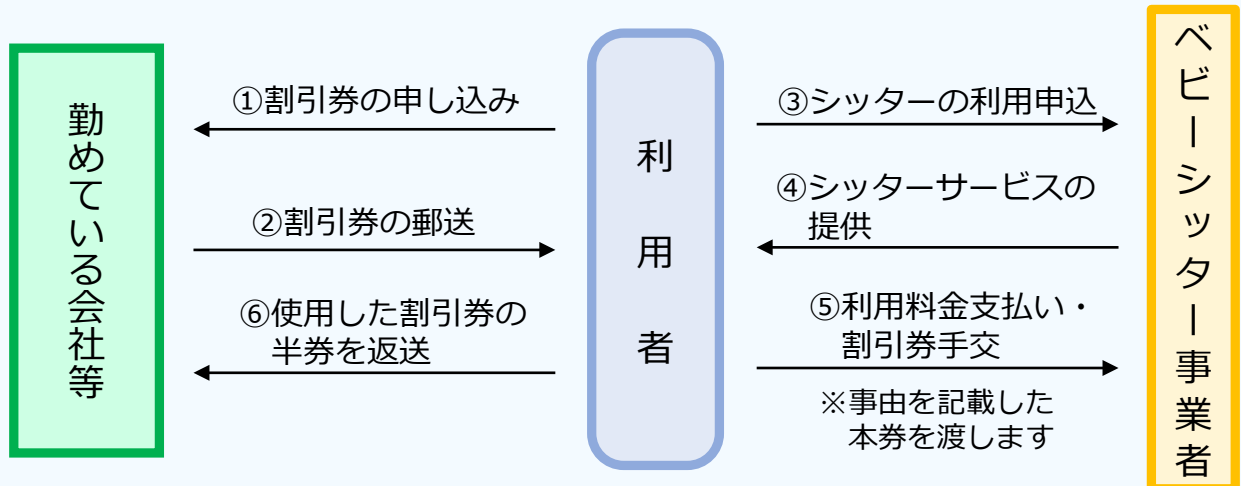 勤めている会社等
①割引券の申し込み
②割引券の郵送
⑥使用した割引券の
半券を返送
利用者
③シッターの利用申込
④シッターサービスの
提供
⑤利用料金支払い・
割引券手交
※事由を記載した
本券を渡します
ベビーシッター事業者